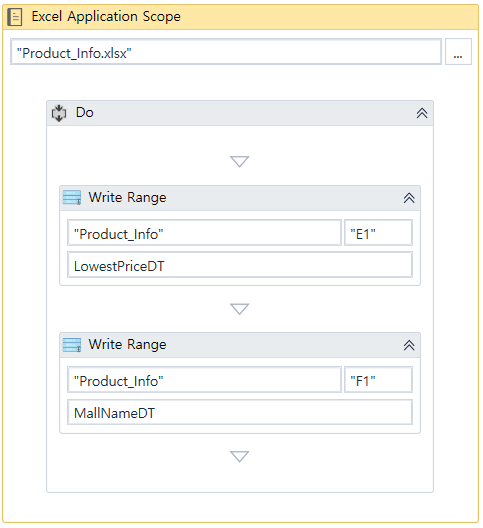 Excel Application Scope
"Product_Info.xlsx"
...
Do
Write Range
"Product_Info"
"E1"
LowestPriceDT
Write Range
"Product_Info"
"F1"
MallNameDT